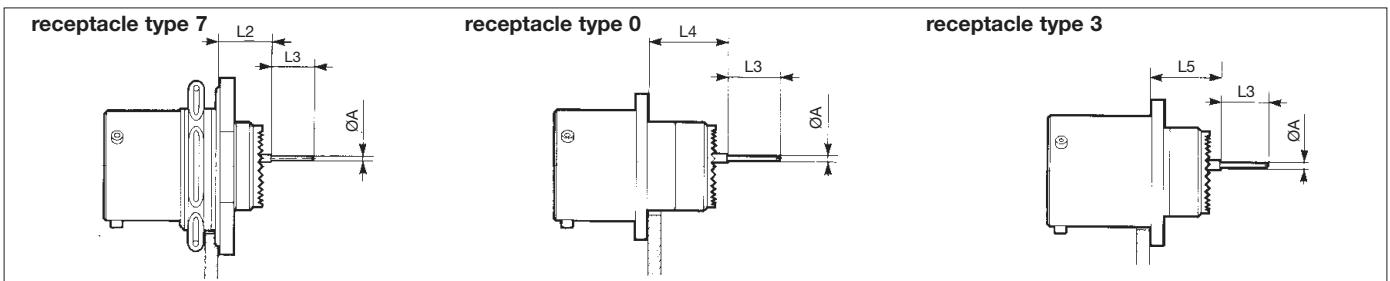 receptacle type 7
L2
L3
ØA
receptacle type 0
L4
L3
ØA
receptacle type 3
L5
L3
ØA